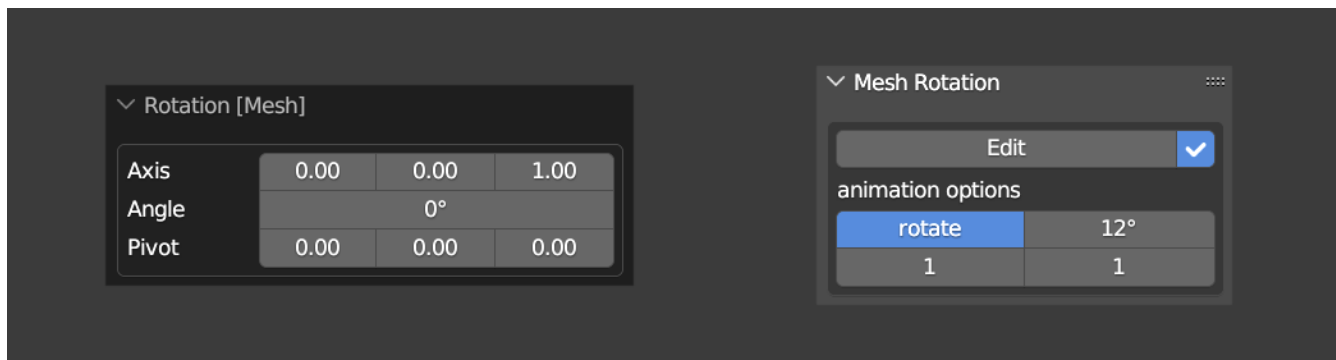 Rotation [Mesh]
Axis 0.00 0.00 1.00
Angle 0°
Pivot 0.00 0.00 0.00
Mesh Rotation
Edit
animation options
rotate 12°
1 1